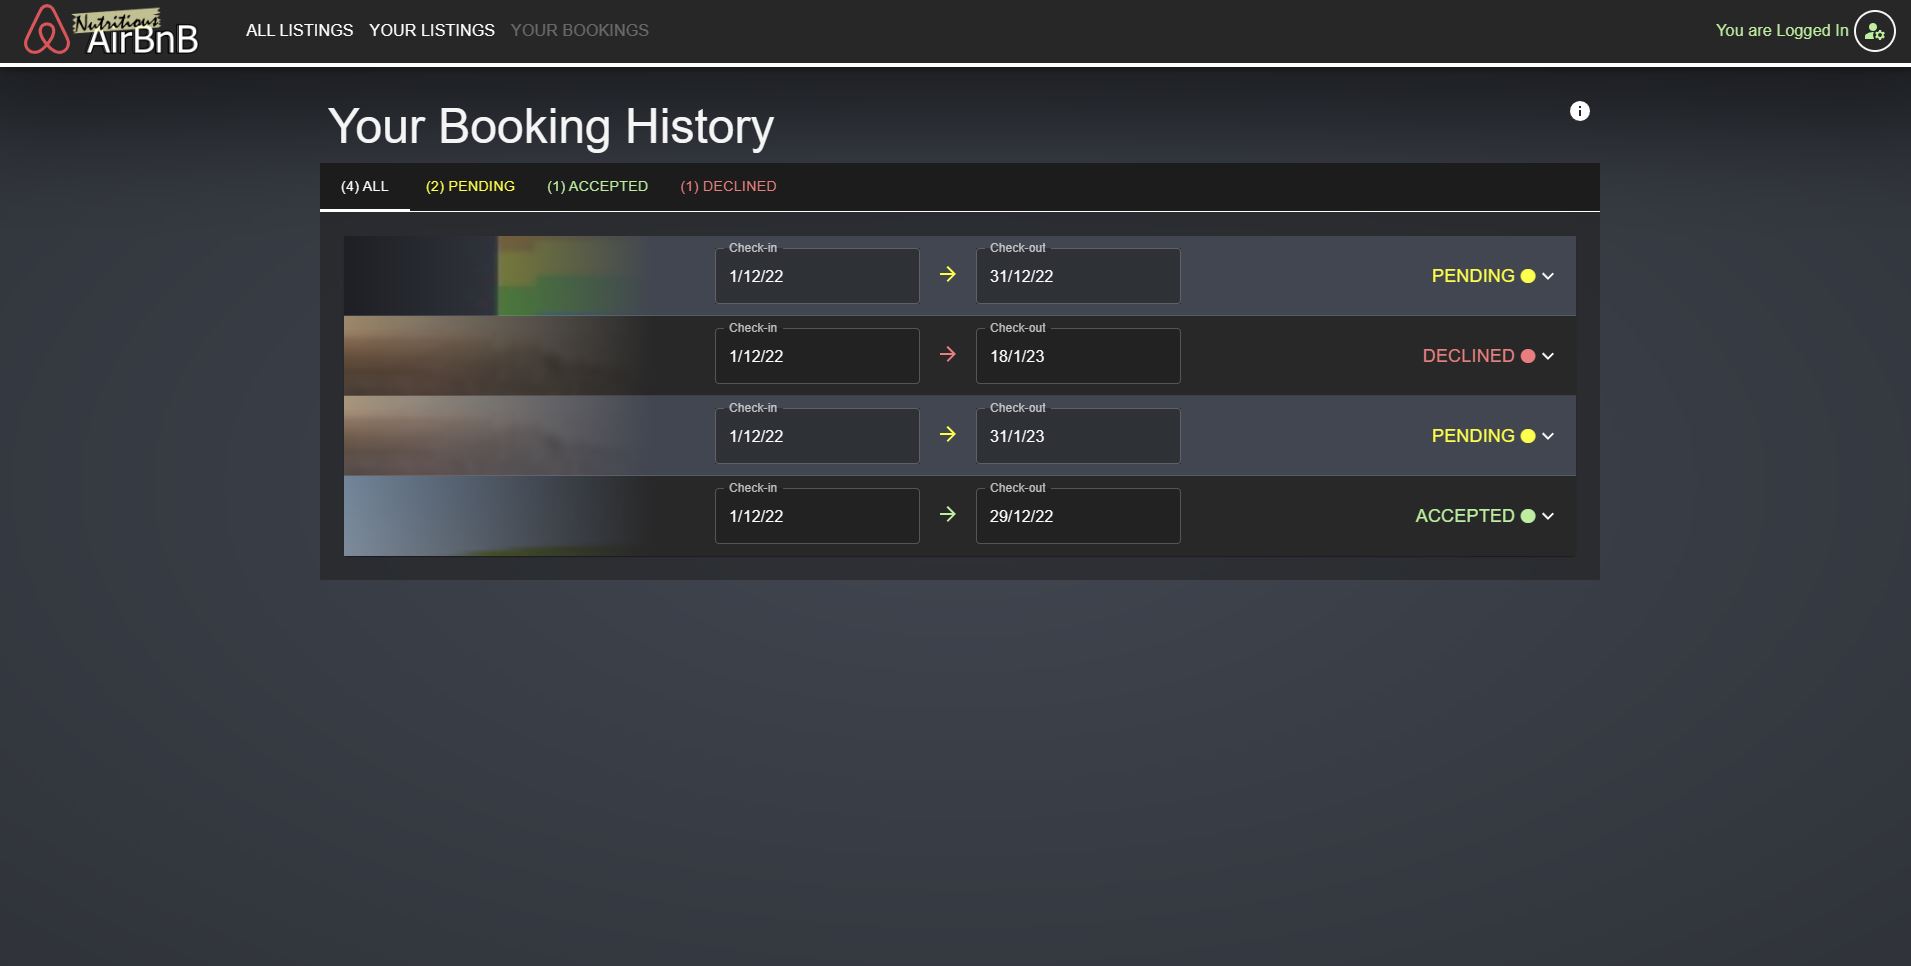 Nutritious
AirBnB
ALL LISTINGS YOUR LISTINGS YOUR BOOKINGS
You are Logged In
Your Booking History
(4) ALL (2) PENDING (1) ACCEPTED (1) DECLINED
Check-in Check-out
1/12/22 31/12/22 PENDING
Check-in Check-out
1/12/22 18/1/23 DECLINED
Check-in Check-out
1/12/22 31/1/23 PENDING
Check-in Check-out
1/12/22 29/12/22 ACCEPTED